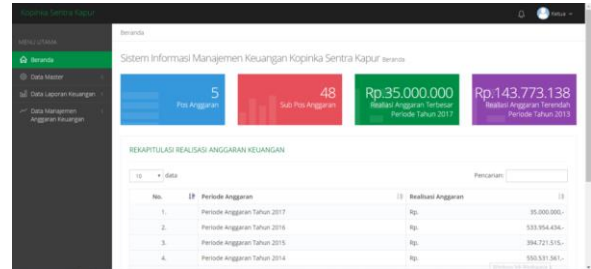 Kopinka Sentra Kapur
Ketua
MENU UTAMA
Beranda
Data Master
Data Laporan Keuangan
Data Manajemen
Anggaran Keuangan
Beranda
Sistem Informasi Manajemen Keuangan Kopinka Sentra Kapur Beranda
5
Pos Anggaran
48
Sub Pos Anggaran
Rp.35.000.000
Realiasi Anggaran Terbesar
Periode Tahun 2017
Rp.143.773.138
Realiasi Anggaran Terendah
Periode Tahun 2013
REKAPITULASI REALISASI ANGGARAN KEUANGAN
10 data
Pencarian:
No. Periode Anggaran Realisasi Anggaran
1. Periode Anggaran Tahun 2017 Rp. 35.000.000,-
2. Periode Anggaran Tahun 2016 Rp. 533.954.434,-
3. Periode Anggaran Tahun 2015 Rp. 394.721.515,-
4. Periode Anggaran Tahun 2014 Rp. 550.531.561,-